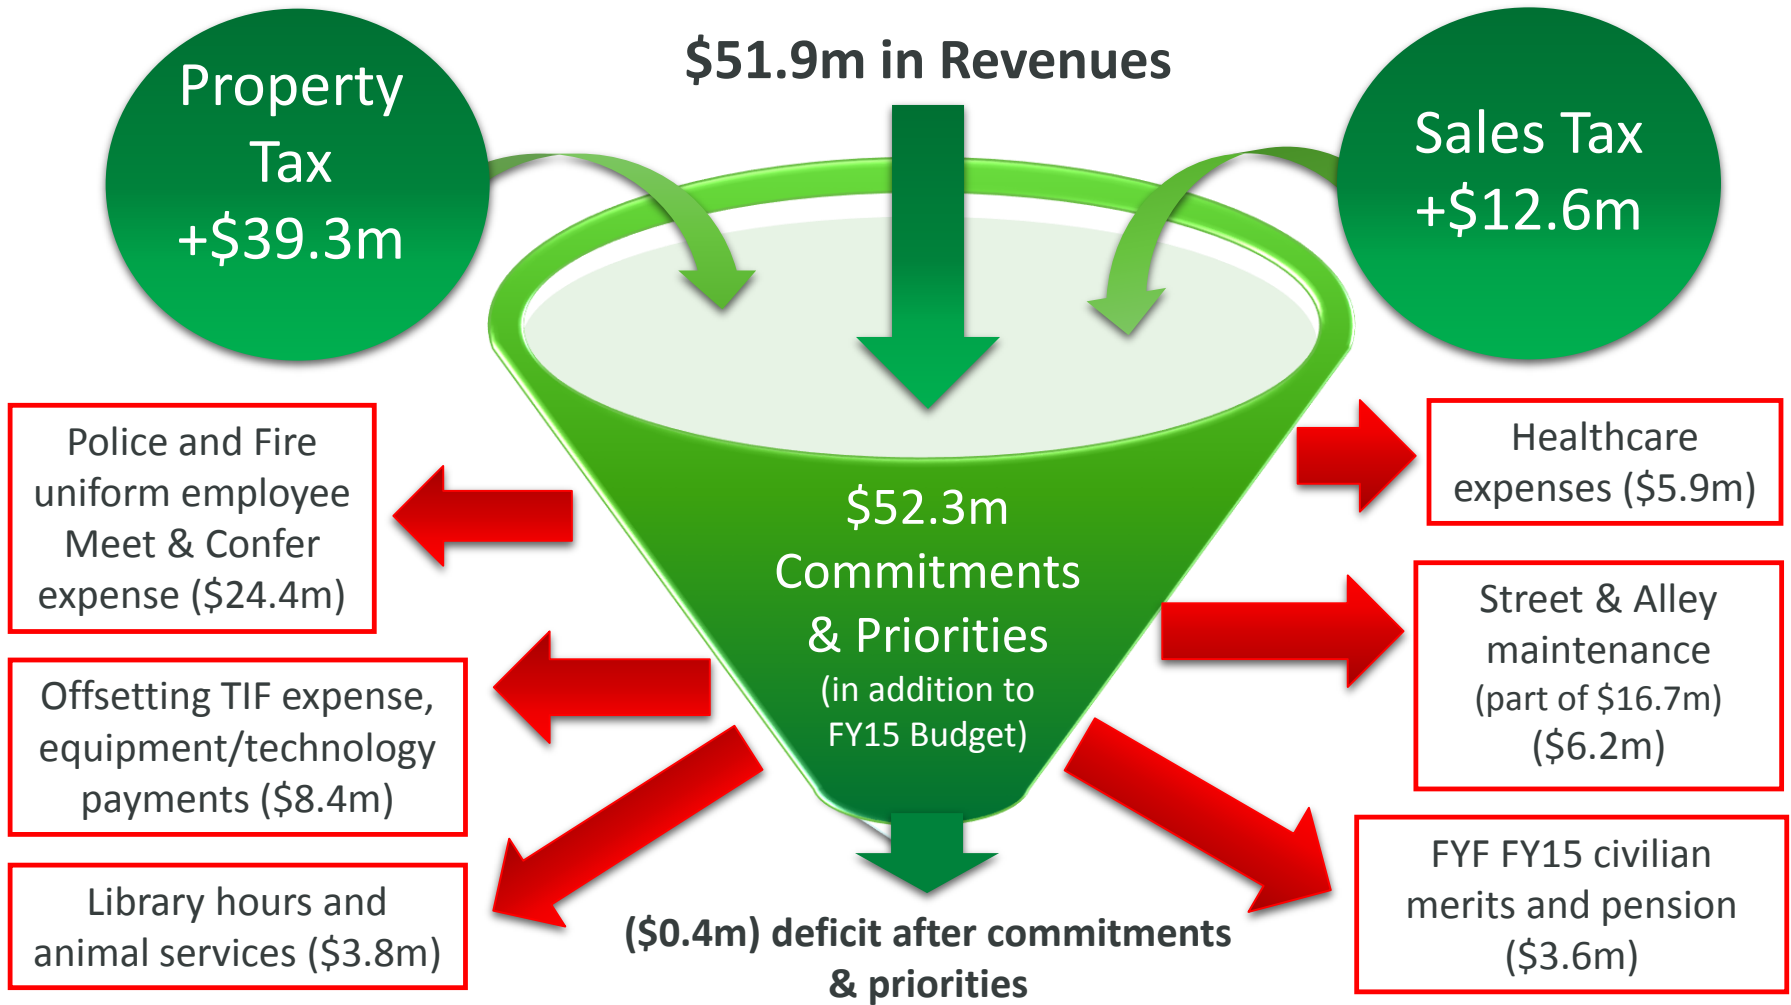 $51.9m in Revenues
Property
Tax
+$39.3m
Sales Tax
+$12.6m
Police and Fire
uniform employee
Meet & Confer
expense ($24.4m)
Offsetting TIF expense,
equipment/technology
payments ($8.4m)
Library hours and
animal services ($3.8m)
$52.3m
Commitments
& Priorities
(in addition to
FY15 Budget)
Healthcare
expenses ($5.9m)
Street & Alley
maintenance
(part of $16.7m)
($6.2m)
FYF FY15 civilian
merits and pension
($3.6m)
($0.4m) deficit after commitments
& priorities